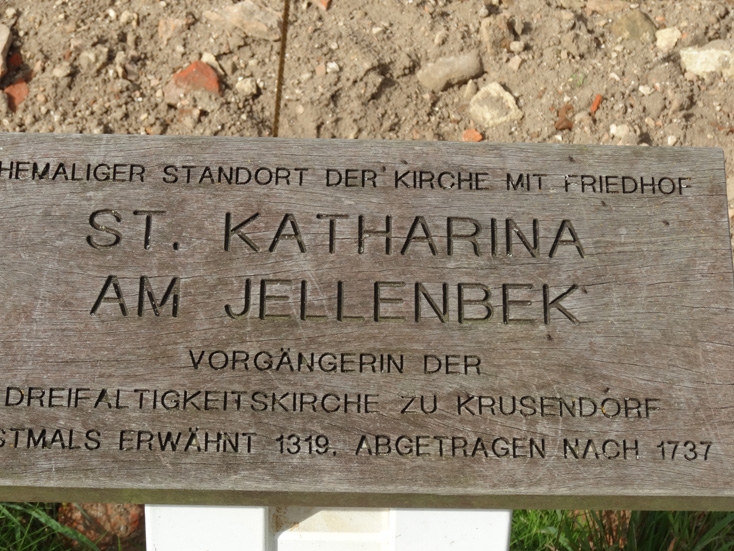 HEMALIGER STANDORT DER KIRCHE MIT FRIEDHOF
ST. KATHARINA
AM JELLENBEK
VORGÄNGERIN DER
DREIFALTIGKEITSKIRCHE ZU KRUSENDORF
STMALS ERWÄHNT 1319. ABGETRAGEN NACH 1737